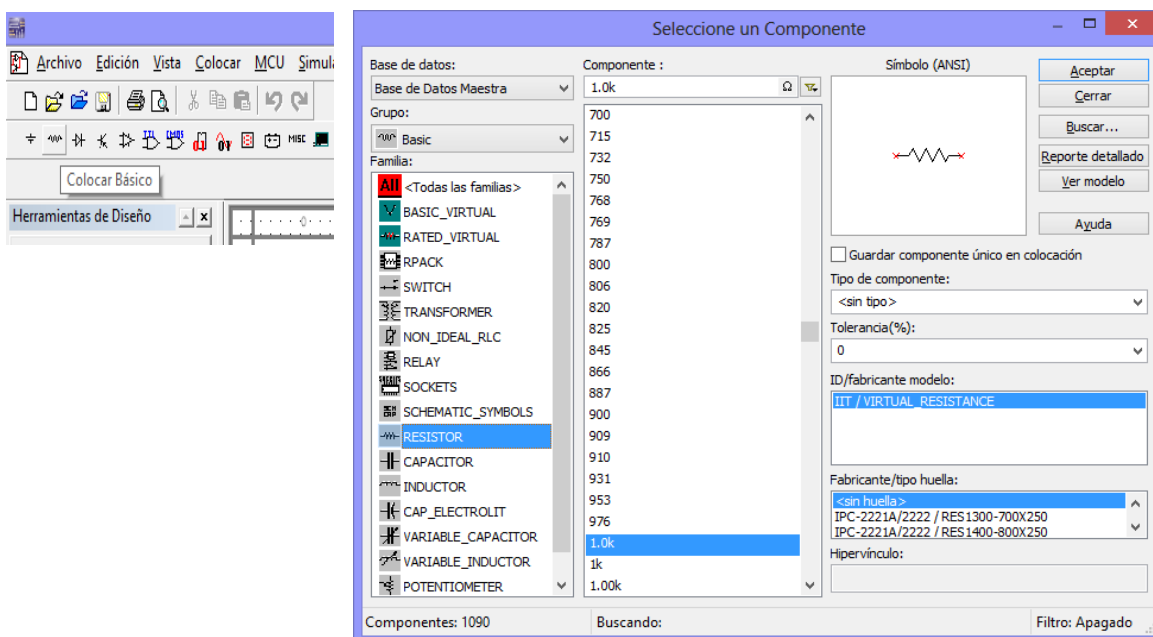 Archivo Edición Vista Colocar MCU
MISC
Colocar Básico
Herramientas de Diseño
Seleccione un Componente
Base de datos:
Base de Datos Maestra
Grupo:
Basic
Familia:
All <Todas las familias>
BASIC_VIRTUAL
RATED_VIRTUAL
RPACK
SWITCH
TRANSFORMER
NON_IDEAL_RLC
RELAY
SOCKETS
SCHEMATIC_SYMBOLS
RESISTOR
CAPACITOR
INDUCTOR
CAP_ELECTROLIT
VARIABLE_CAPACITOR
VARIABLE_INDUCTOR
POTENTIOMETER
Componente :
1.0k Ω
700
715
732
750
768
769
787
800
806
820
825
845
866
887
900
909
910
931
953
976
1.0k
1k
1.00k
Símbolo (ANSI)
Aceptar
Cerrar
Buscar...
Reporte detallado
Ver modelo
Ayuda
Guardar componente único en colocación
Tipo de componente:
<sin tipo>
Tolerancia(%):
0
ID/fabricante modelo:
IIT / VIRTUAL_RESISTANCE
Fabricante/tipo huella:
<sin huella>
IPC-2221A/2222 / RES1300-700X250
IPC-2221A/2222 / RES1400-800X250
Hipervínculo:
Componentes: 1090
Buscando:
Filtro: Apagado